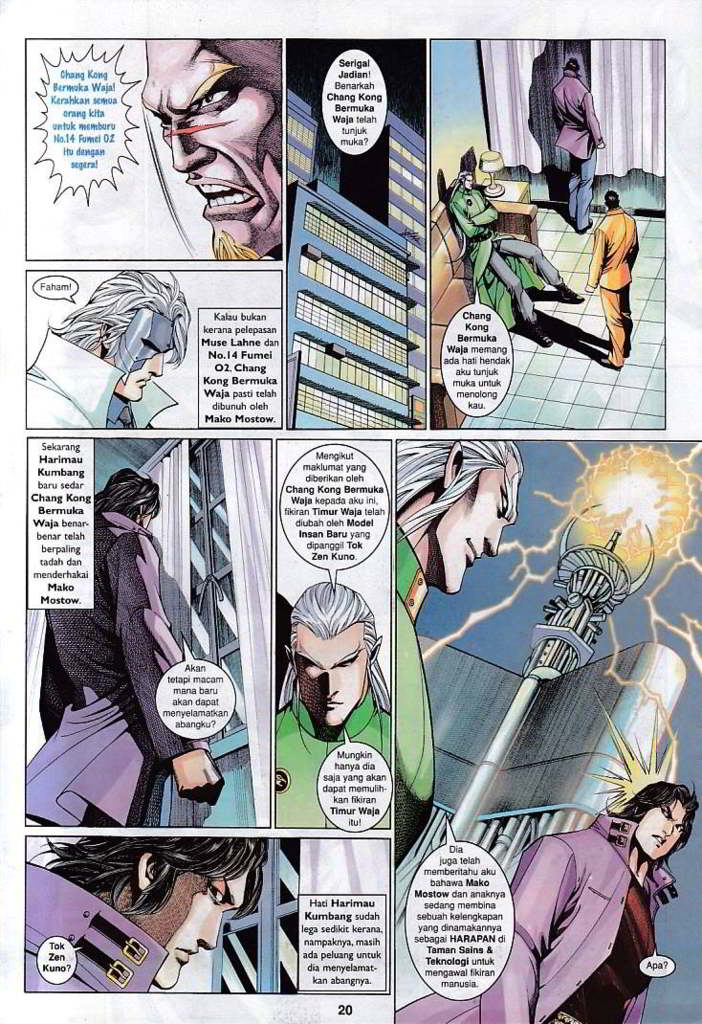 Chang Kong
Bermuka Waja!
Kerahkan semua
orang kita
untuk memburu
No.14 Fumei O2
itu dengan
segera!
Serigal
Jadian!
Benarkah
Chang Kong
Bermuka
Waja telah
tunjuk
muka?
Chang
Kong
Bermuka
Waja memang
ada hati hendak
aku tunjuk
muka untuk
menolong
kau.
Faham!
Kalau bukan
kerana pelepasan
Muse Lahne dan
No.14 Fumei
O2, Chang
Kong Bermuka
Waja pasti telah
dibunuh oleh
Mako Mostow.
Sekarang
Harimau
Kumbang
baru sedar
Chang Kong
Bermuka
Waja benar-
benar telah
berpaling
tadah dan
menderhakai
Mako
Mostow.
Akan
tetapi macam
mana baru
akan dapat
menyelamatkan
abangku?
Mengikut
maklumat yang
diberikan oleh
Chang Kong Bermuka
Waja kepada aku ini,
fikiran Timur Waja telah
diubah oleh Model
Insan Baru yang
dipanggil Tok
Zen Kuno.
Mungkin
hanya dia
saja yang akan
dapat memulih-
kan fikiran
Timur Waja
itu!
Tok
Zen
Kuno?
Hati Harimau
Kumbang sudah
lega sedikit kerana,
nampaknya, masih
ada peluang untuk
dia menyelamat-
kan abangnya.
Dia
juga telah
memberitahu aku
bahawa Mako
Mostow dan anaknya
sedang membina
sebuah kelengkapan
yang dinamakannya
sebagai HARAPAN di
Taman Sains &
Teknologi untuk
mengawal fikiran
manusia.
Apa?
20